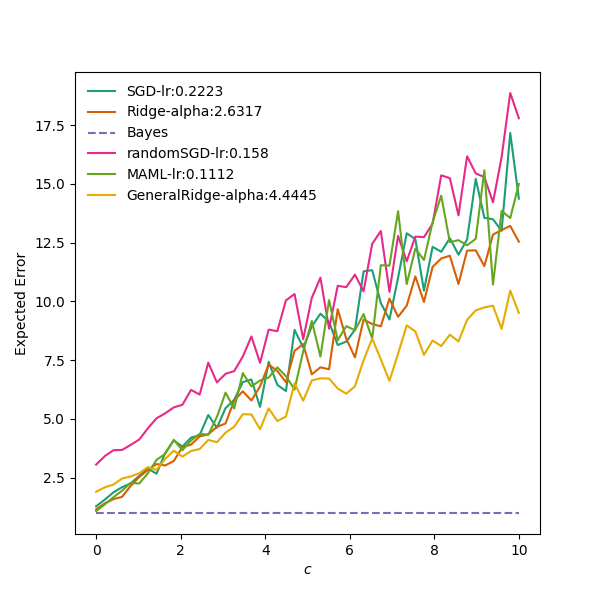 SGD-lr:0.2223
Ridge-alpha:2.6317
Bayes
randomSGD-lr:0.158
MAML-lr:0.1112
GeneralRidge-alpha:4.4445
Expected Error
17.5
15.0
12.5
10.0
7.5
5.0
2.5
0 2 4 6 8 10
c